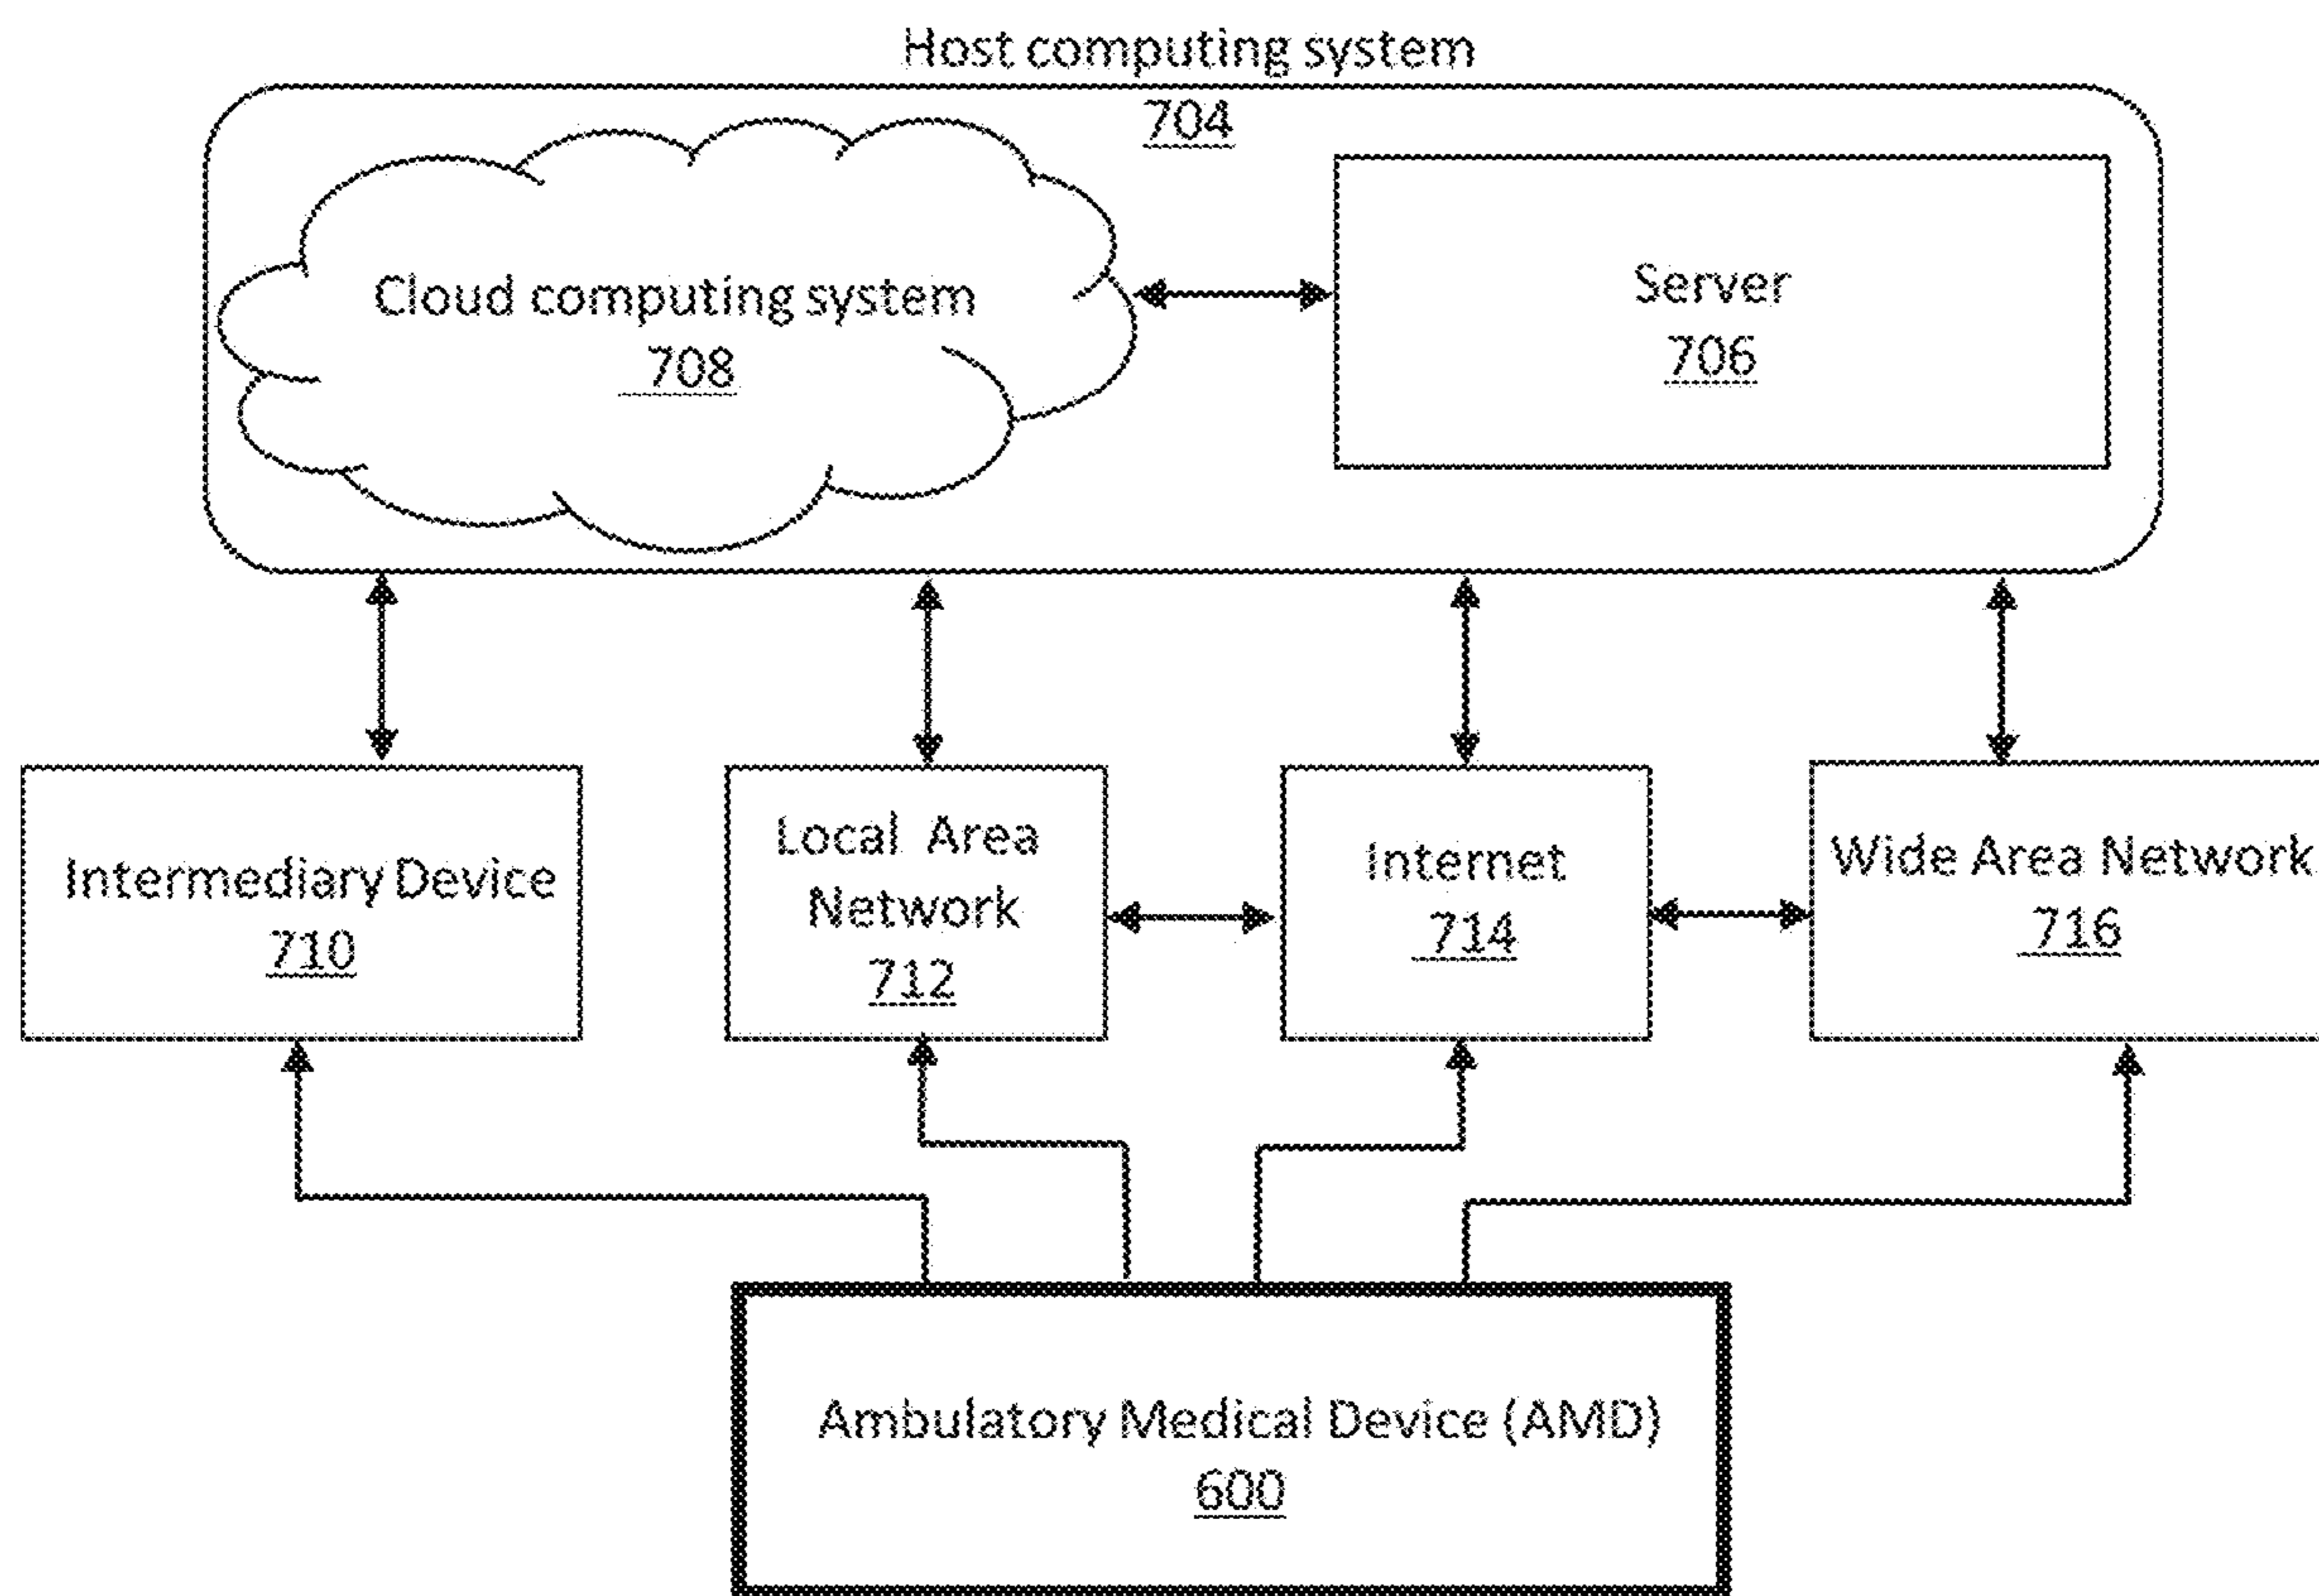 Host computing system
704
Cloud computing system
708
Server
706
Intermediary Device
710
Local Area
Network
712
Internet
714
Wide Area Network
716
Ambulatory Medical Device (AMD)
600